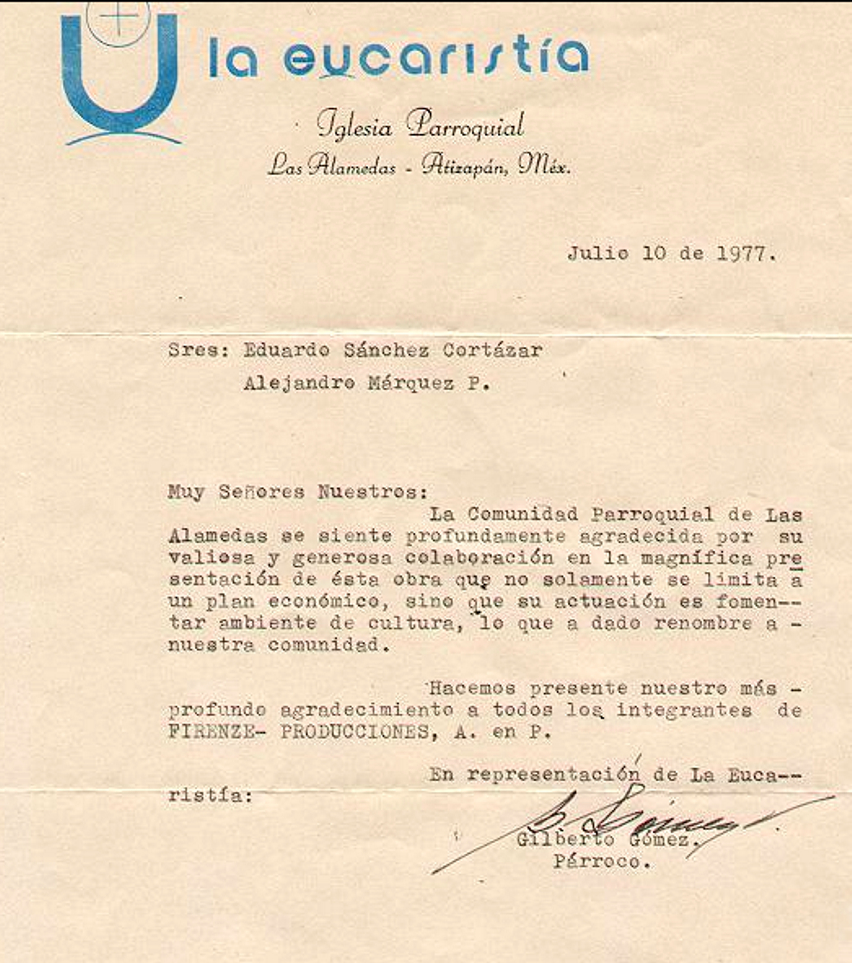 la eucaristía
Iglesia Parroquial
Las Alamedas - Atizapán, Méx.
Julio 10 de 1977.
Sres: Eduardo Sánchez Cortázar
Alejandro Márquez P.
Muy Señores Nuestros:
La Comunidad Parroquial de Las
Alamedas se siente profundamente agradecida por su
valiosa y generosa colaboración en la magnífica pre
sentación de ésta obra que no solamente se limita a
un plan económico, sino que su actuación es fomen--
tar ambiente de cultura, lo que a dado renombre a -
nuestra comunidad.
Hacemos presente nuestro más -
profundo agradecimiento a todos los integrantes de
FIRENZE- PRODUCCIONES, A. en P.
En representación de La Euca--
ristía:
G. Gómez V.
Gilberto Gómez.
Párroco.